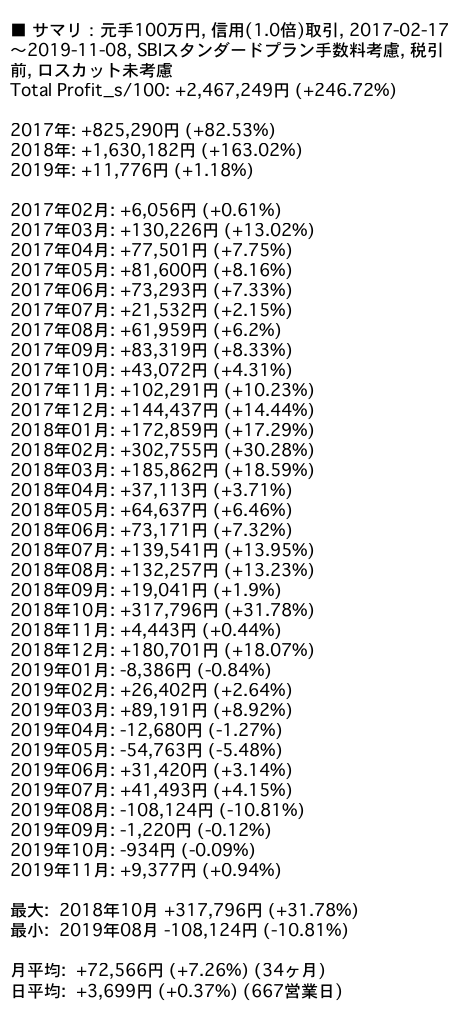 ■ サマリ : 元手100万円, 信用(1.0倍)取引, 2017-02-17
～2019-11-08, SBIスタンダードプラン手数料考慮, 税引
前, ロスカット未考慮
Total Profit_s/100: +2,467,249円 (+246.72%)
2017年: +825,290円 (+82.53%)
2018年: +1,630,182円 (+163.02%)
2019年: +11,776円 (+1.18%)
2017年02月: +6,056円 (+0.61%)
2017年03月: +130,226円 (+13.02%)
2017年04月: +77,501円 (+7.75%)
2017年05月: +81,600円 (+8.16%)
2017年06月: +73,293円 (+7.33%)
2017年07月: +21,532円 (+2.15%)
2017年08月: +61,959円 (+6.2%)
2017年09月: +83,319円 (+8.33%)
2017年10月: +43,072円 (+4.31%)
2017年11月: +102,291円 (+10.23%)
2017年12月: +144,437円 (+14.44%)
2018年01月: +172,859円 (+17.29%)
2018年02月: +302,755円 (+30.28%)
2018年03月: +185,862円 (+18.59%)
2018年04月: +37,113円 (+3.71%)
2018年05月: +64,637円 (+6.46%)
2018年06月: +73,171円 (+7.32%)
2018年07月: +139,541円 (+13.95%)
2018年08月: +132,257円 (+13.23%)
2018年09月: +19,041円 (+1.9%)
2018年10月: +317,796円 (+31.78%)
2018年11月: +4,443円 (+0.44%)
2018年12月: +180,701円 (+18.07%)
2019年01月: -8,386円 (-0.84%)
2019年02月: +26,402円 (+2.64%)
2019年03月: +89,191円 (+8.92%)
2019年04月: -12,680円 (-1.27%)
2019年05月: -54,763円 (-5.48%)
2019年06月: +31,420円 (+3.14%)
2019年07月: +41,493円 (+4.15%)
2019年08月: -108,124円 (-10.81%)
2019年09月: -1,220円 (-0.12%)
2019年10月: -934円 (-0.09%)
2019年11月: +9,377円 (+0.94%)
最大: 2018年10月 +317,796円 (+31.78%)
最小: 2019年08月 -108,124円 (-10.81%)
月平均: +72,566円 (+7.26%) (34ヶ月)
日平均: +3,699円 (+0.37%) (667営業日)